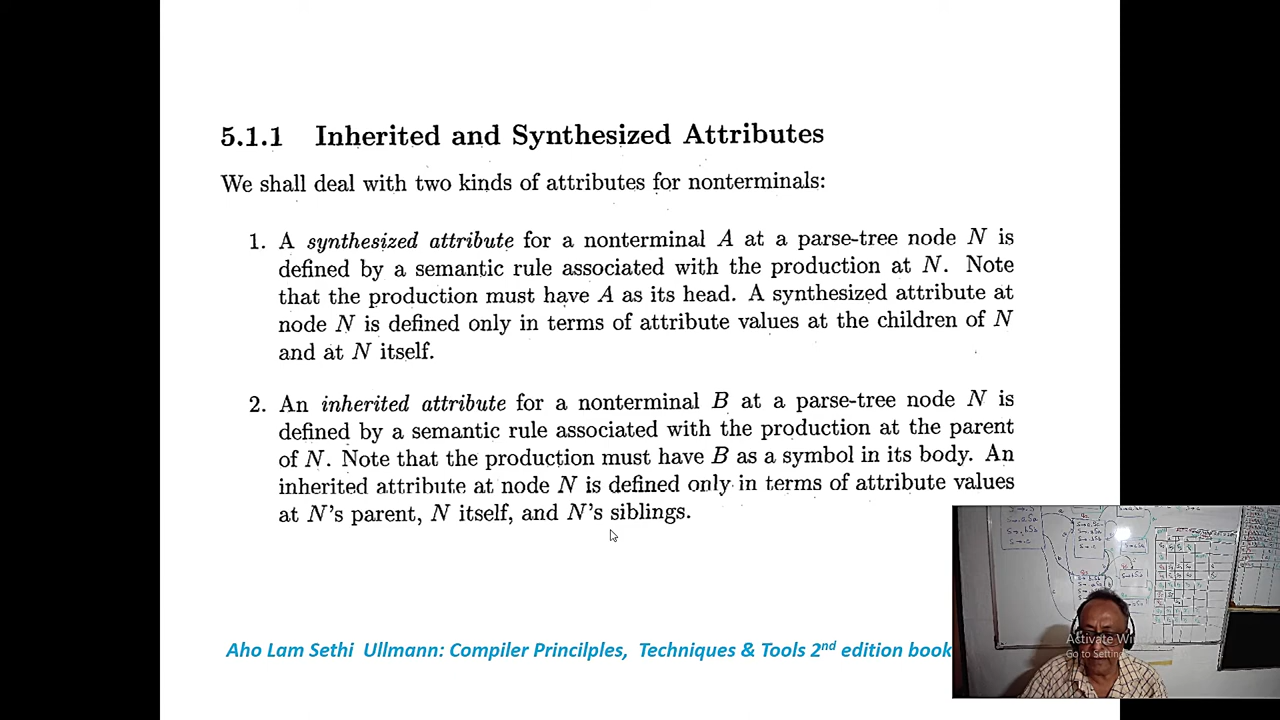 5.1.1 Inherited and Synthesized Attributes
We shall deal with two kinds of attributes for nonterminals:
1. A synthesized attribute for a nonterminal A at a parse-tree node N is
defined by a semantic rule associated with the production at N. Note
that the production must have A as its head. A synthesized attribute at
node N is defined only in terms of attribute values at the children of N
and at N itself.
2. An inherited attribute for a nonterminal B at a parse-tree node N is
defined by a semantic rule associated with the production at the parent
of N. Note that the production must have B as a symbol in its body. An
inherited attribute at node N is defined only in terms of attribute values
at N's parent, N itself, and N's siblings.
Aho Lam Sethi Ullmann: Compiler Princilples, Techniques & Tools 2nd edition book
Activate Wi
Go to Setting